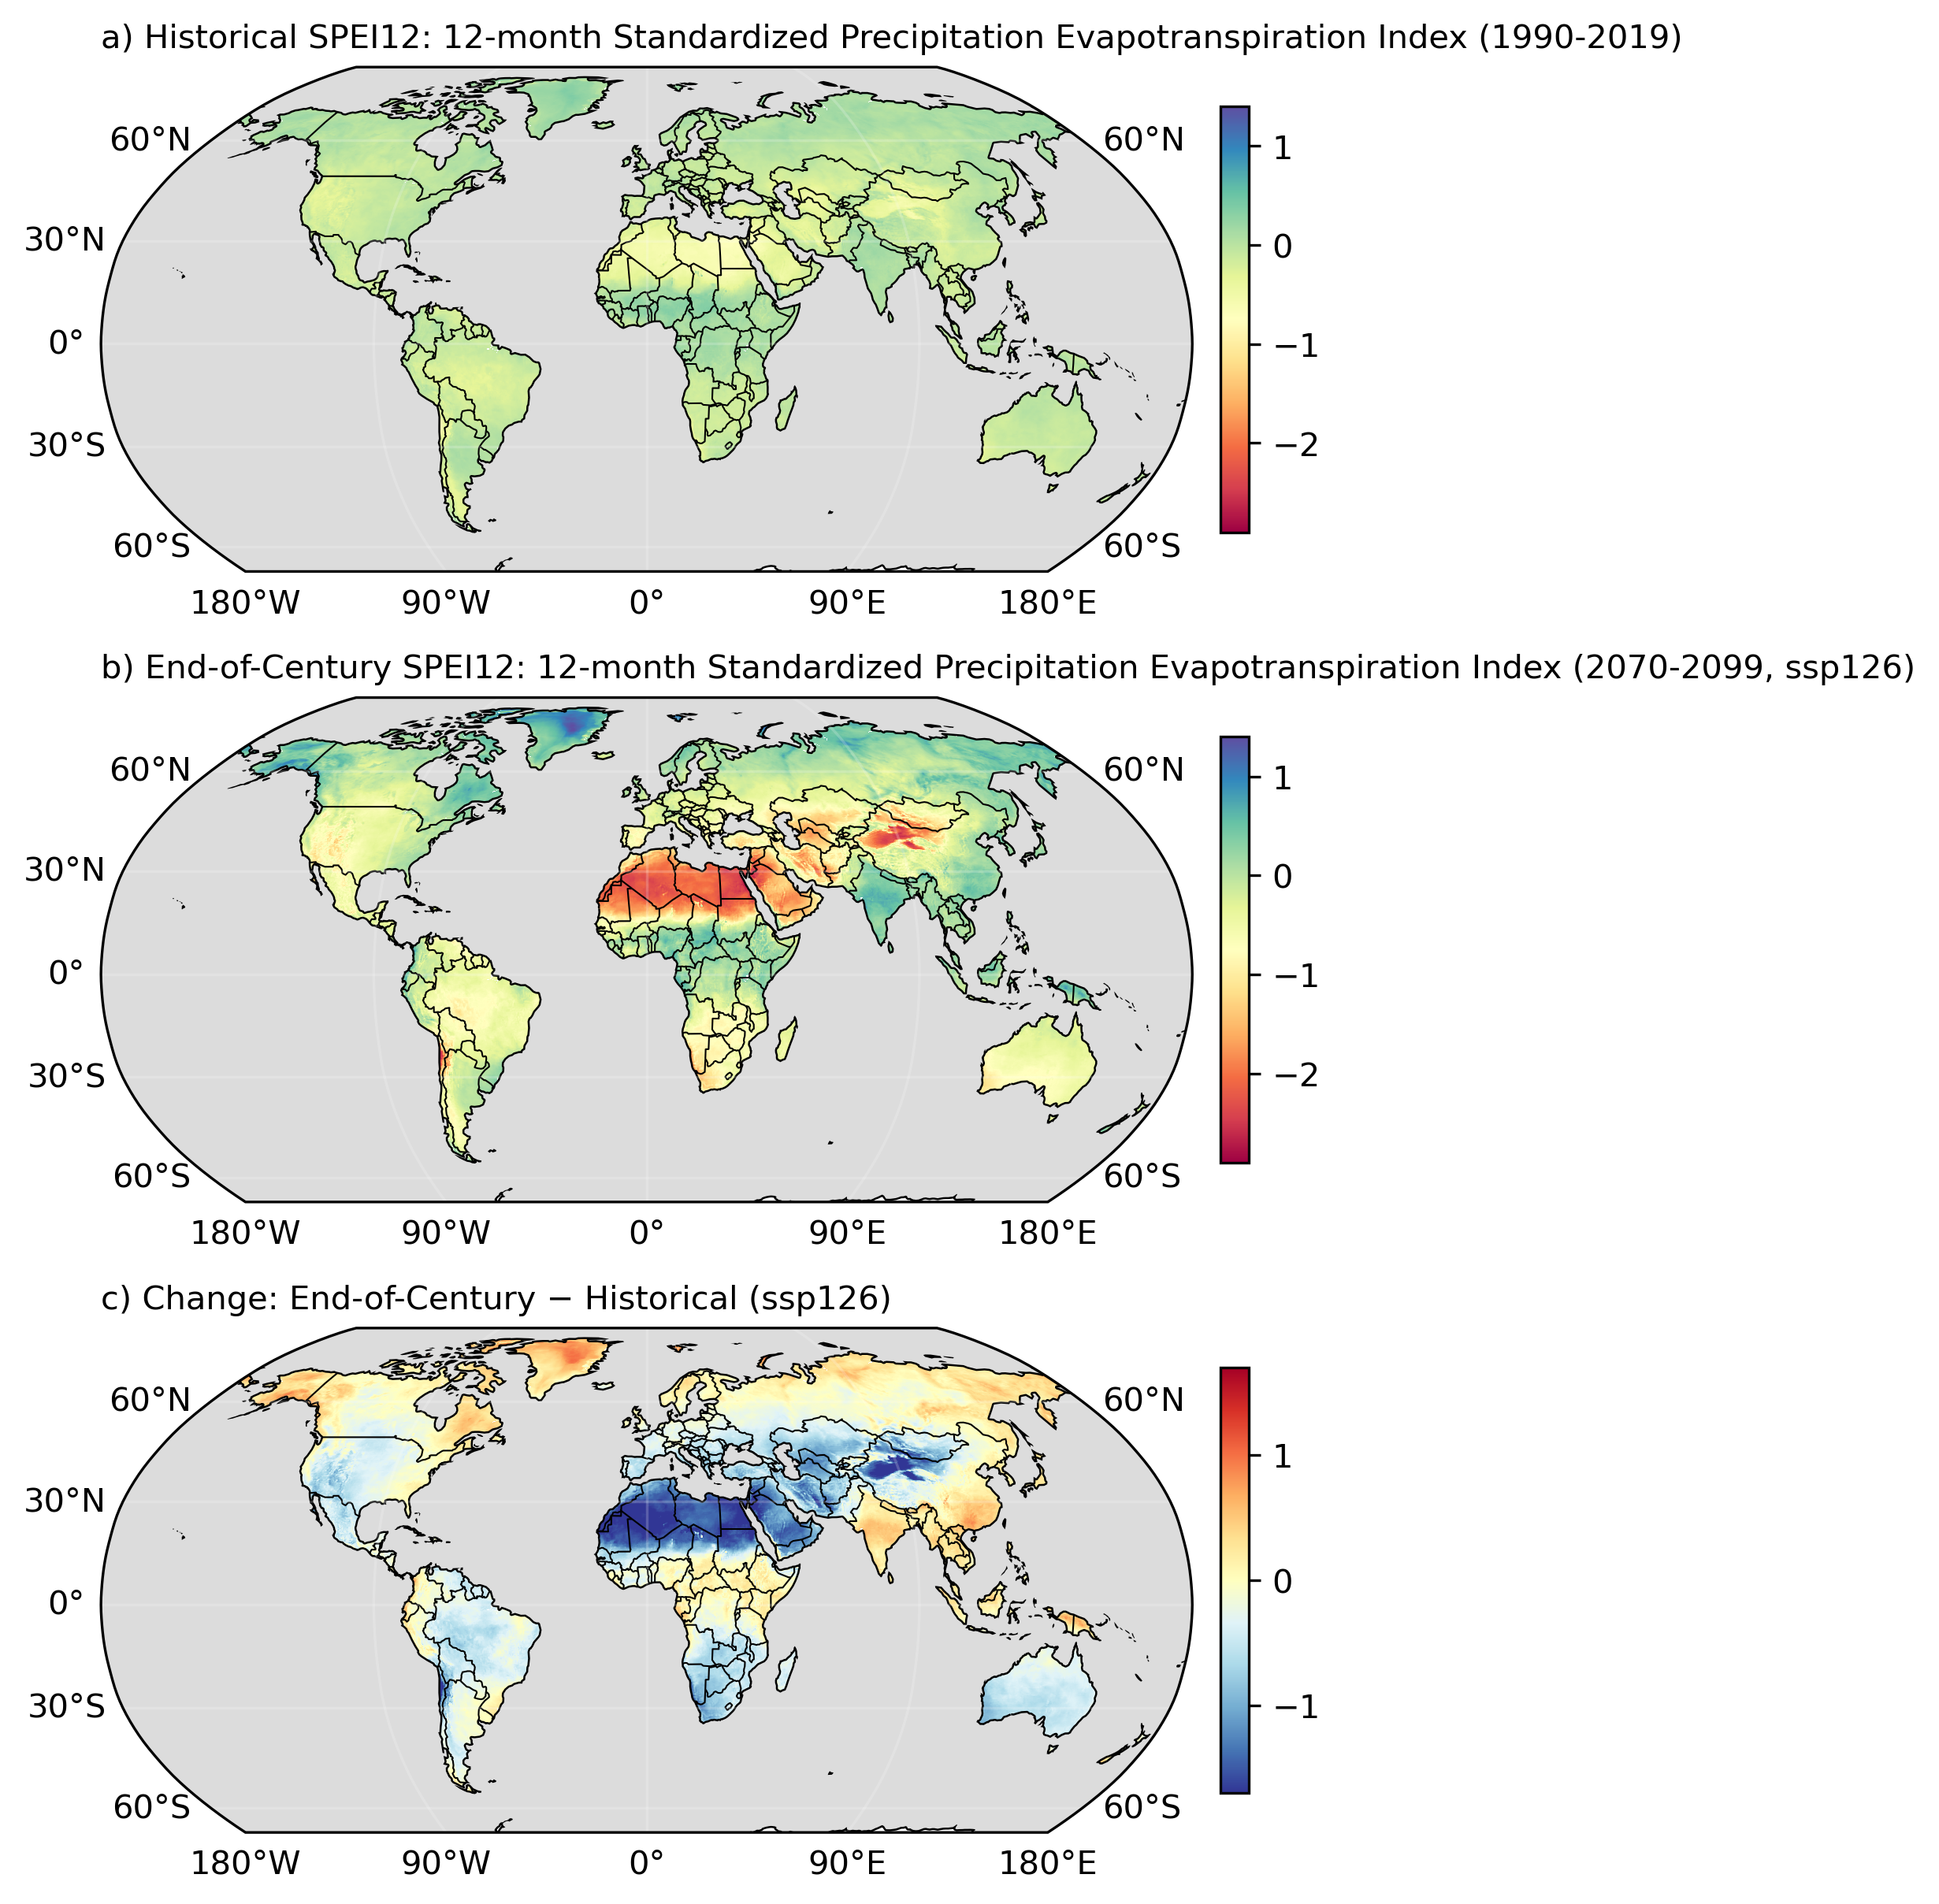 a) Historical SPEI12: 12-month Standardized Precipitation Evapotranspiration Index (1990-2019)
60°N 60°N 1
30°N 0
0° −1
30°S −2
60°S 60°S
180°W 90°W 0° 90°E 180°E
b) End-of-Century SPEI12: 12-month Standardized Precipitation Evapotranspiration Index (2070-2099, ssp126)
60°N 60°N 1
30°N 0
0° −1
30°S −2
60°S 60°S
180°W 90°W 0° 90°E 180°E
c) Change: End-of-Century − Historical (ssp126)
60°N 60°N
1
30°N
0° 0
30°S −1
60°S 60°S
180°W 90°W 0° 90°E 180°E